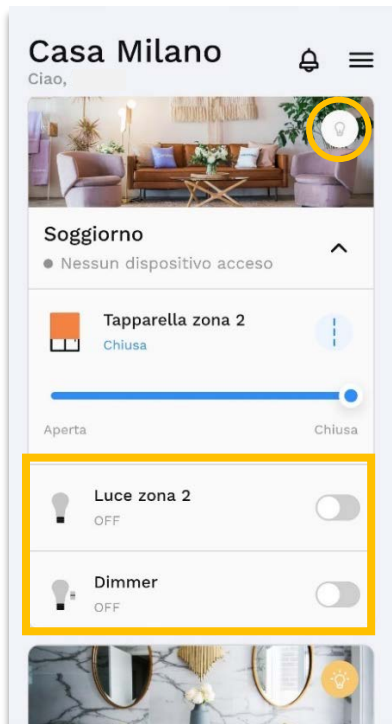 Casa Milano
Ciao,
Soggiorno
Nessun dispositivo acceso
Tapparella zona 2
Chiusa
Aperta Chiusa
Luce zona 2
OFF
Dimmer
OFF